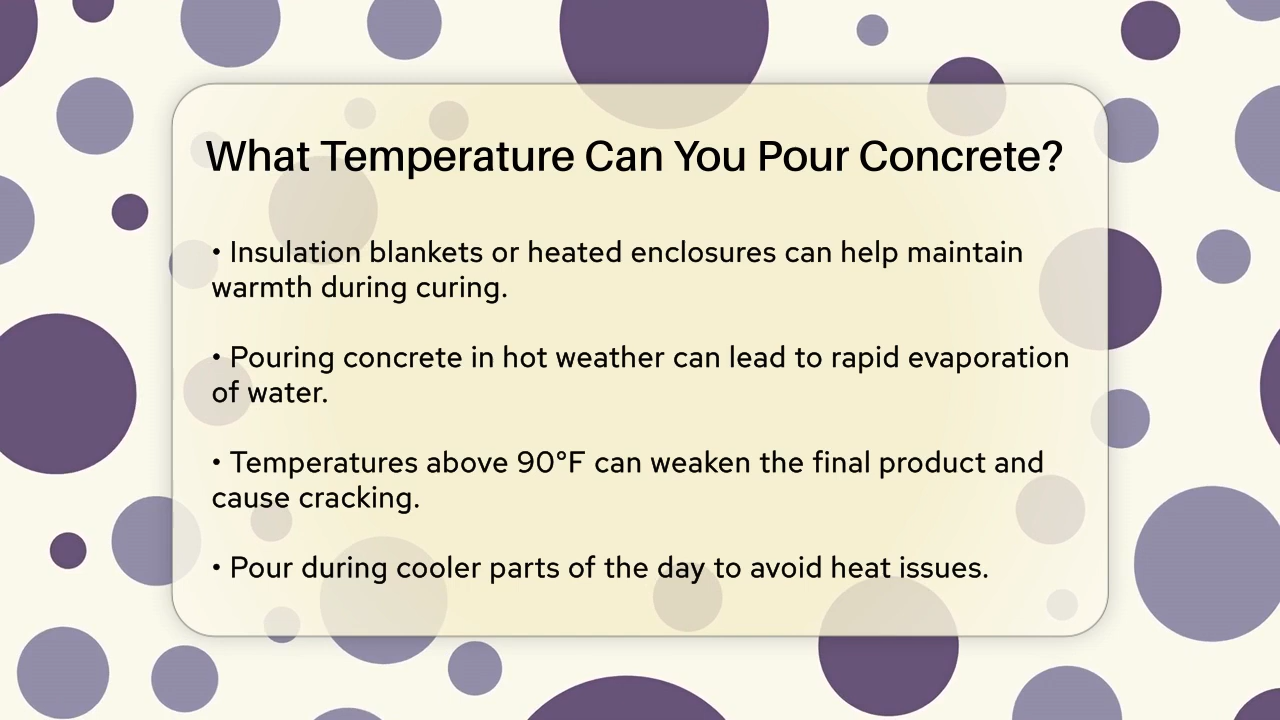 What Temperature Can You Pour Concrete?
• Insulation blankets or heated enclosures can help maintain
warmth during curing.
• Pouring concrete in hot weather can lead to rapid evaporation
of water.
• Temperatures above 90°F can weaken the final product and
cause cracking.
• Pour during cooler parts of the day to avoid heat issues.